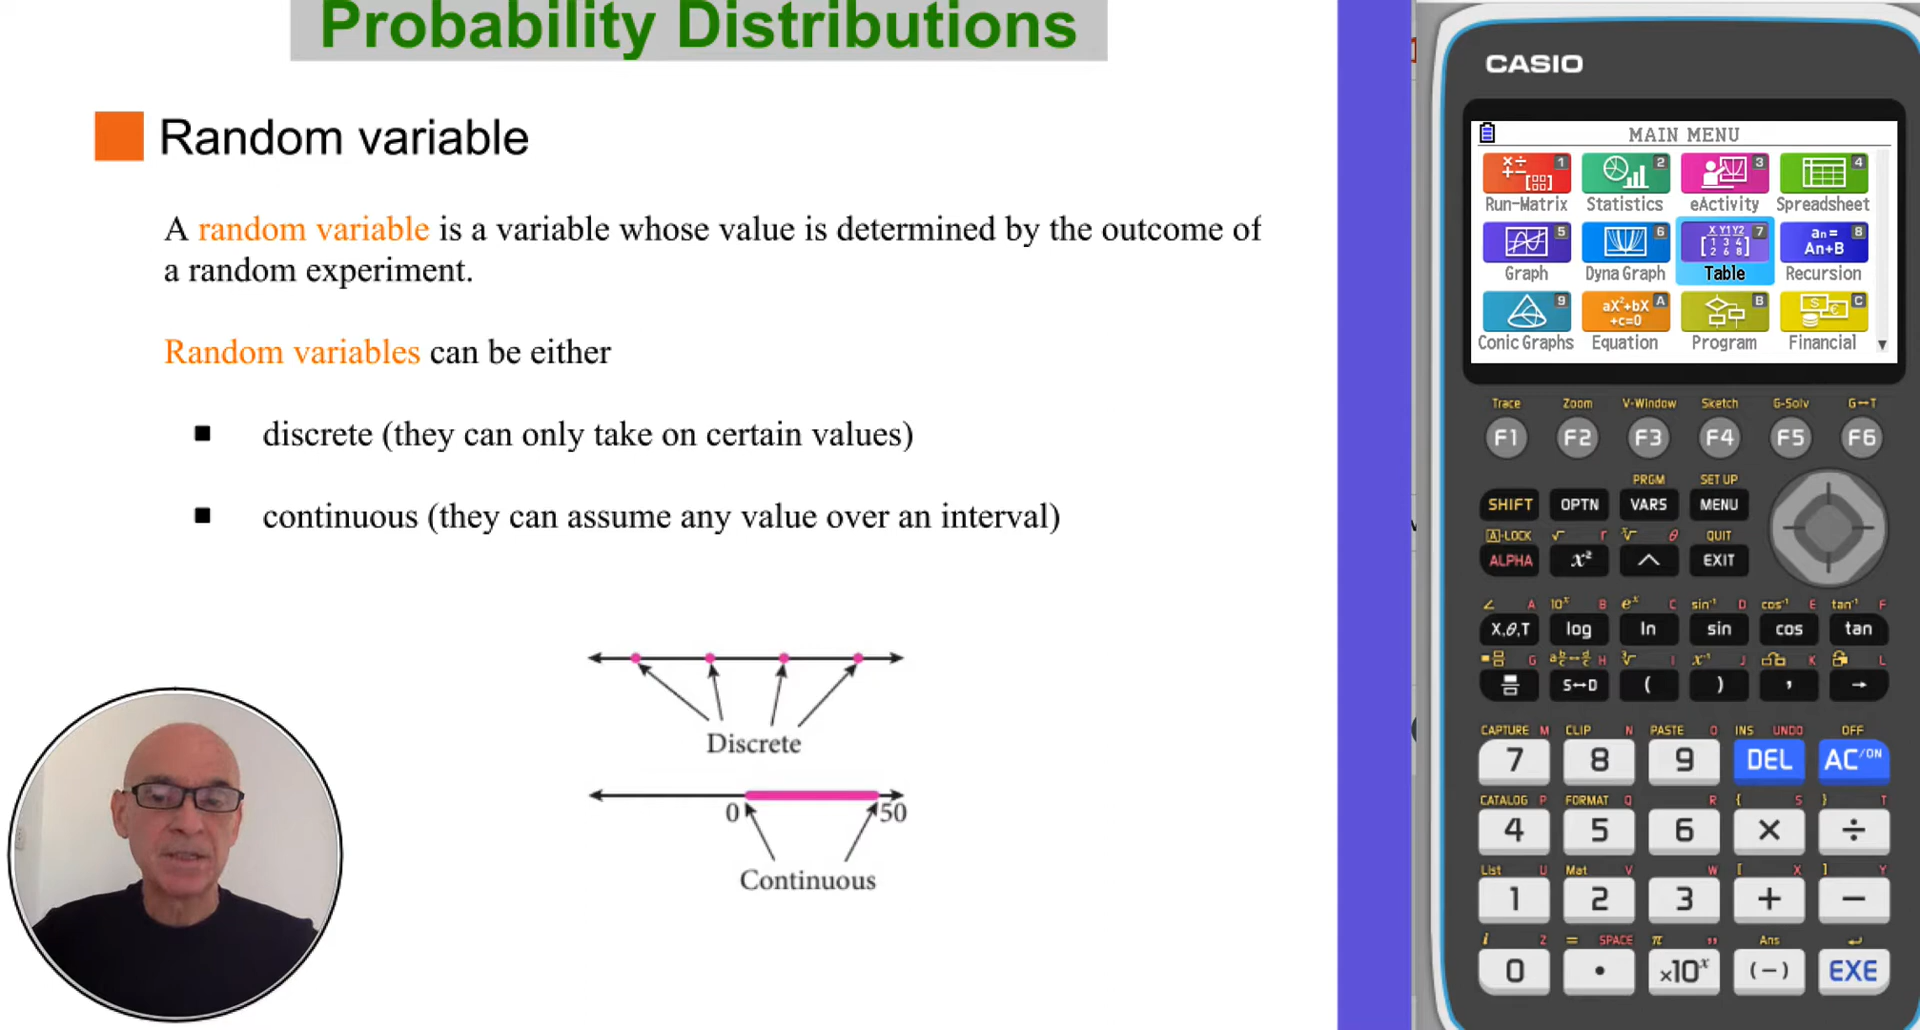 Probability Distributions
Random variable
A random variable is a variable whose value is determined by the outcome of
a random experiment.
Random variables can be either
■ discrete (they can only take on certain values)
■ continuous (they can assume any value over an interval)
Discrete
0 50
Continuous
CASIO
MAIN MENU
1 2 3 4
Run-Matrix Statistics eActivity Spreadsheet
5 6 X Y1 Y2 7 an= 8
1 3 4
2 6 8 An+B
Graph Dyna Graph Table Recursion
9 aX²+bX A B C
+c=0
Conic Graphs Equation Program Financial
Trace Zoom V-Window Sketch G-Solv G↔T
F1 F2 F3 F4 F5 F6
PRGM SET UP
SHIFT OPTN VARS MENU
A-LOCK √ r θ QUIT
ALPHA x² ^ EXIT
∠ A 10ˣ B eˣ C sin⁻¹ D cos⁻¹ E tan⁻¹ F
X,θ,T log ln sin cos tan
G H ³√ I x⁻¹ J K L
S↔D ( ) , →
CAPTURE M CLIP N PASTE O INS UNDO OFF
7 8 9 DEL AC/ON
CATALOG P FORMAT Q R { S } T
4 5 6 × ÷
List U Mat V W [ X ] Y
1 2 3 + −
i Z = SPACE π " Ans ↵
0 • ×10ˣ (−) EXE